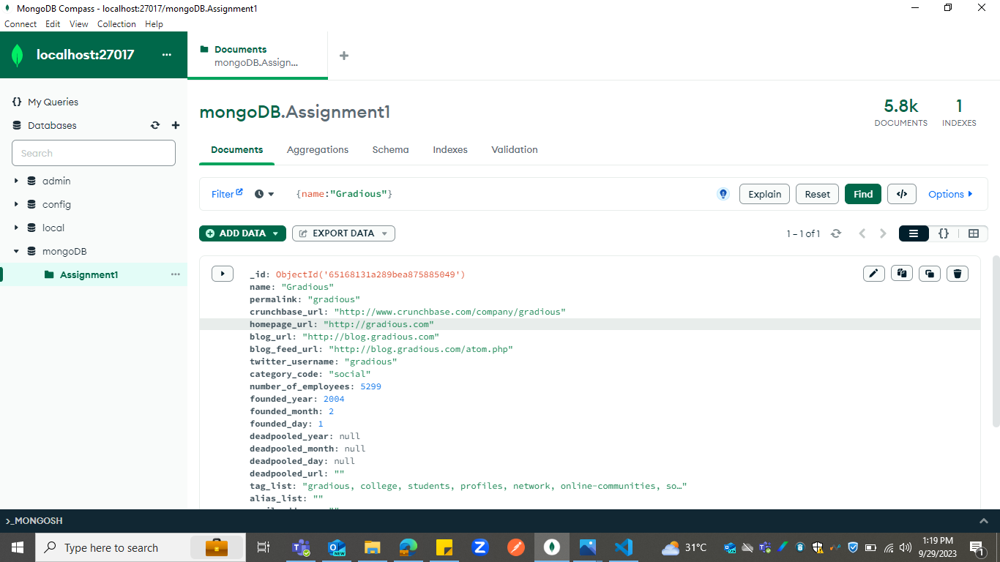 MongoDB Compass - localhost:27017/mongoDB.Assignment1
Connect Edit View Collection Help
localhost:27017 ...
Documents
mongoDB.Assign...
{} My Queries
Databases
Search
admin
config
local
mongoDB
Assignment1 ...
mongoDB.Assignment1
5.8k
DOCUMENTS
1
INDEXES
Documents Aggregations Schema Indexes Validation
Filter {name:"Gradious"} Explain Reset Find </> Options
ADD DATA EXPORT DATA 1 – 1 of 1 {}
_id: ObjectId('65168131a289bea875885049')
name: "Gradious"
permalink: "gradious"
crunchbase_url: "http://www.crunchbase.com/company/gradious"
homepage_url: "http://gradious.com"
blog_url: "http://blog.gradious.com"
blog_feed_url: "http://blog.gradious.com/atom.php"
twitter_username: "gradious"
category_code: "social"
number_of_employees: 5299
founded_year: 2004
founded_month: 2
founded_day: 1
deadpooled_year: null
deadpooled_month: null
deadpooled_day: null
deadpooled_url: ""
tag_list: "gradious, college, students, profiles, network, online-communities, so…"
alias_list: ""
>_MONGOSH
Type here to search
NEW
31°C
1:19 PM
9/29/2023
1